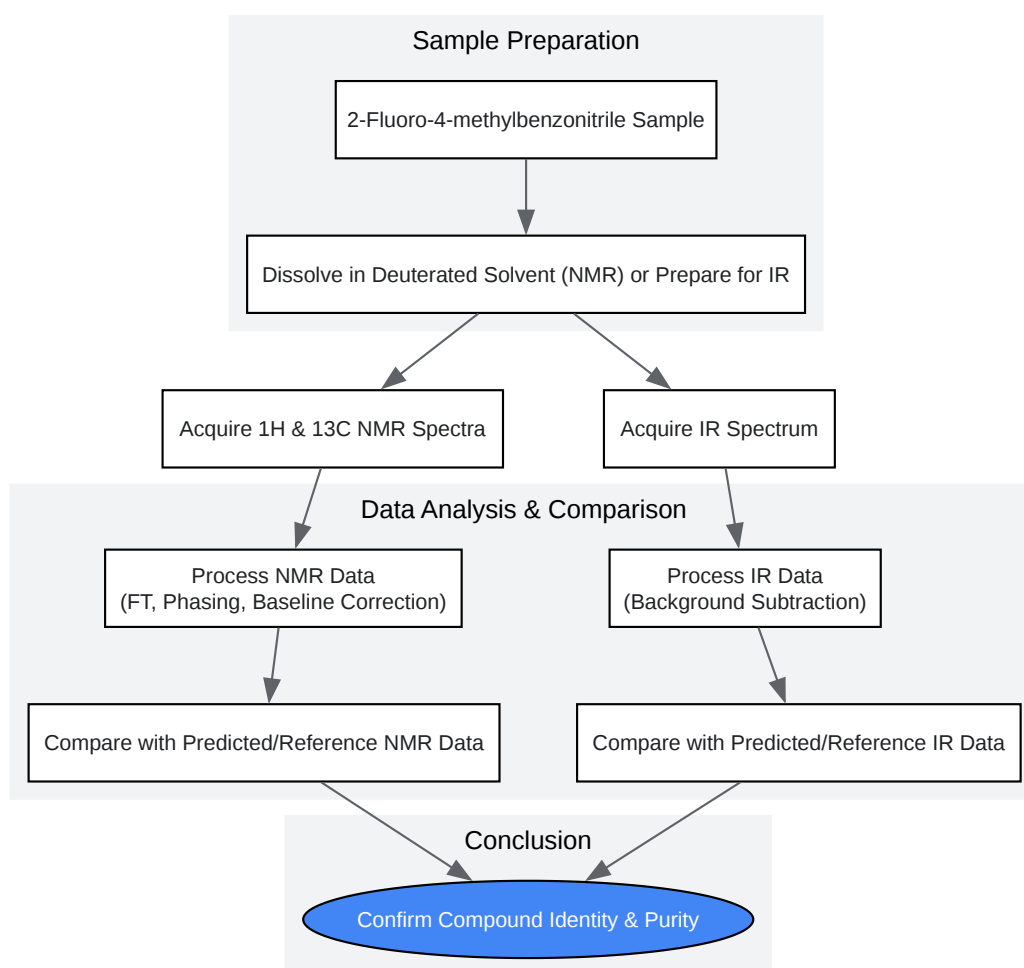 Sample Preparation
2-Fluoro-4-methylbenzonitrile Sample
Dissolve in Deuterated Solvent (NMR) or Prepare for IR
Acquire 1H & 13C NMR Spectra
Acquire IR Spectrum
Data Analysis & Comparison
Process NMR Data
(FT, Phasing, Baseline Correction)
Process IR Data
(Background Subtraction)
Compare with Predicted/Reference NMR Data
Compare with Predicted/Reference IR Data
Conclusion
Confirm Compound Identity & Purity